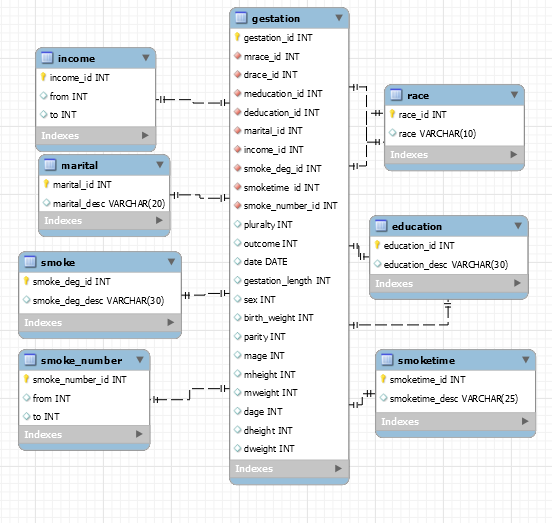 gestation
gestation_id INT
mrace_id INT
drace_id INT
meducation_id INT
deducation_id INT
marital_id INT
income_id INT
smoke_deg_id INT
smoketime id INT
smoke_number_id INT
pluralty INT
outcome INT
date DATE
gestation_length INT
sex INT
birth_weight INT
parity INT
mage INT
mheight INT
mweight INT
dage INT
dheight INT
dweight INT
Indexes
income
income_id INT
from INT
to INT
Indexes
marital
marital_id INT
marital_desc VARCHAR(20)
Indexes
smoke
smoke_deg_id INT
smoke_deg_desc VARCHAR(30)
Indexes
smoke_number
smoke_number_id INT
from INT
to INT
Indexes
race
race_id INT
race VARCHAR(10)
Indexes
education
education_id INT
education_desc VARCHAR(30)
Indexes
smoketime
smoketime_id INT
smoketime_desc VARCHAR(25)
Indexes